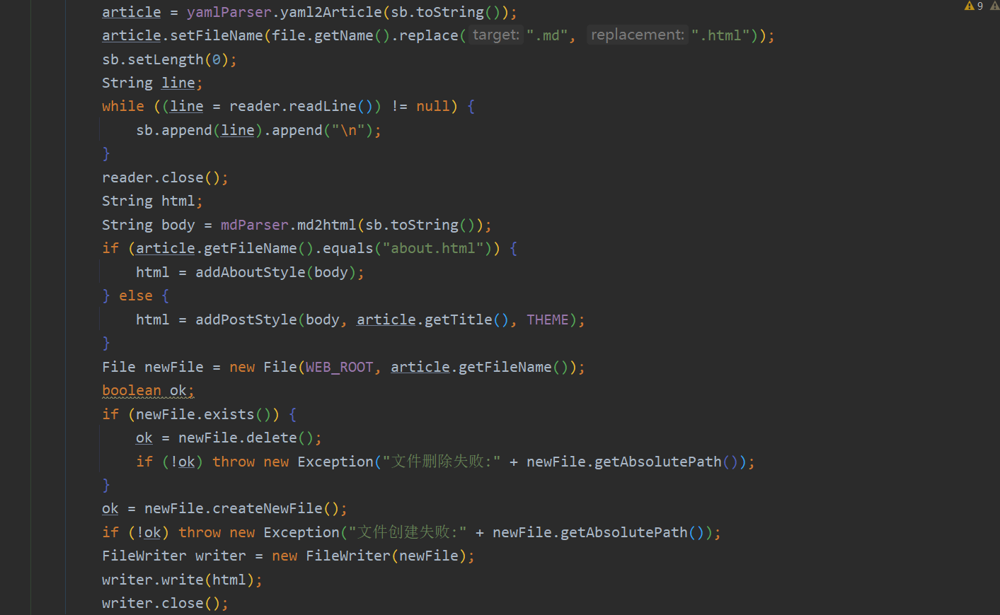 9
article = yamlParser.yaml2Article(sb.toString());
article.setFileName(file.getName().replace( target: ".md", replacement: ".html"));
sb.setLength(0);
String line;
while ((line = reader.readLine()) != null) {
sb.append(line).append("\n");
}
reader.close();
String html;
String body = mdParser.md2html(sb.toString());
if (article.getFileName().equals("about.html")) {
html = addAboutStyle(body);
} else {
html = addPostStyle(body, article.getTitle(), THEME);
}
File newFile = new File(WEB_ROOT, article.getFileName());
boolean ok;
if (newFile.exists()) {
ok = newFile.delete();
if (!ok) throw new Exception("文件删除失败:" + newFile.getAbsolutePath());
}
ok = newFile.createNewFile();
if (!ok) throw new Exception("文件创建失败:" + newFile.getAbsolutePath());
FileWriter writer = new FileWriter(newFile);
writer.write(html);
writer.close();